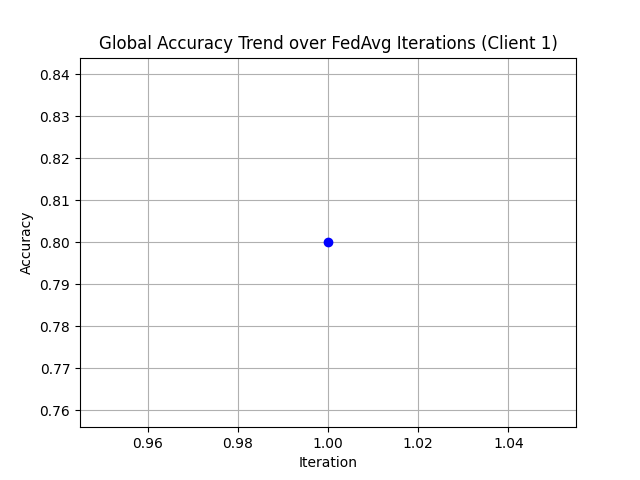 Global Accuracy Trend over FedAvg Iterations (Client 1)
0.84
0.83
0.82
0.81
0.80
0.79
0.78
0.77
0.76
Accuracy
0.96 0.98 1.00 1.02 1.04
Iteration